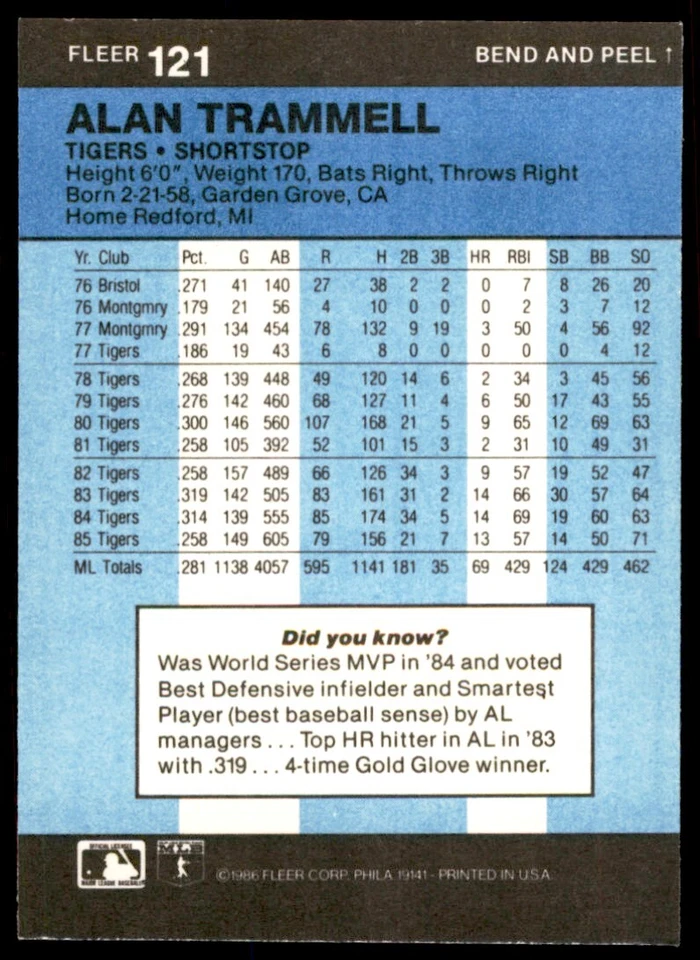 FLEER 121 BEND AND PEEL ↑
ALAN TRAMMELL
TIGERS • SHORTSTOP
Height 6'0", Weight 170, Bats Right, Throws Right
Born 2-21-58, Garden Grove, CA
Home Redford, MI
Yr. Club Pct. G AB R H 2B 3B HR RBI SB BB SO
76 Bristol .271 41 140 27 38 2 2 0 7 8 26 20
76 Montgmry .179 21 56 4 10 0 0 0 2 3 7 12
77 Montgmry .291 134 454 78 132 9 19 3 50 4 56 92
77 Tigers .186 19 43 6 8 0 0 0 0 0 4 12
78 Tigers .268 139 448 49 120 14 6 2 34 3 45 56
79 Tigers .276 142 460 68 127 11 4 6 50 17 43 55
80 Tigers .300 146 560 107 168 21 5 9 65 12 69 63
81 Tigers .258 105 392 52 101 15 3 2 31 10 49 31
82 Tigers .258 157 489 66 126 34 3 9 57 19 52 47
83 Tigers .319 142 505 83 161 31 2 14 66 30 57 64
84 Tigers .314 139 555 85 174 34 5 14 69 19 60 63
85 Tigers .258 149 605 79 156 21 7 13 57 14 50 71
ML Totals .281 1138 4057 595 1141 181 35 69 429 124 429 462
Did you know?
Was World Series MVP in '84 and voted
Best Defensive infielder and Smartest
Player (best baseball sense) by AL
managers . . . Top HR hitter in AL in '83
with .319 . . . 4-time Gold Glove winner.
OFFICIAL LICENSEE
MAJOR LEAGUE BASEBALL
©1986 FLEER CORP. PHILA. 19141 - PRINTED IN U.S.A.